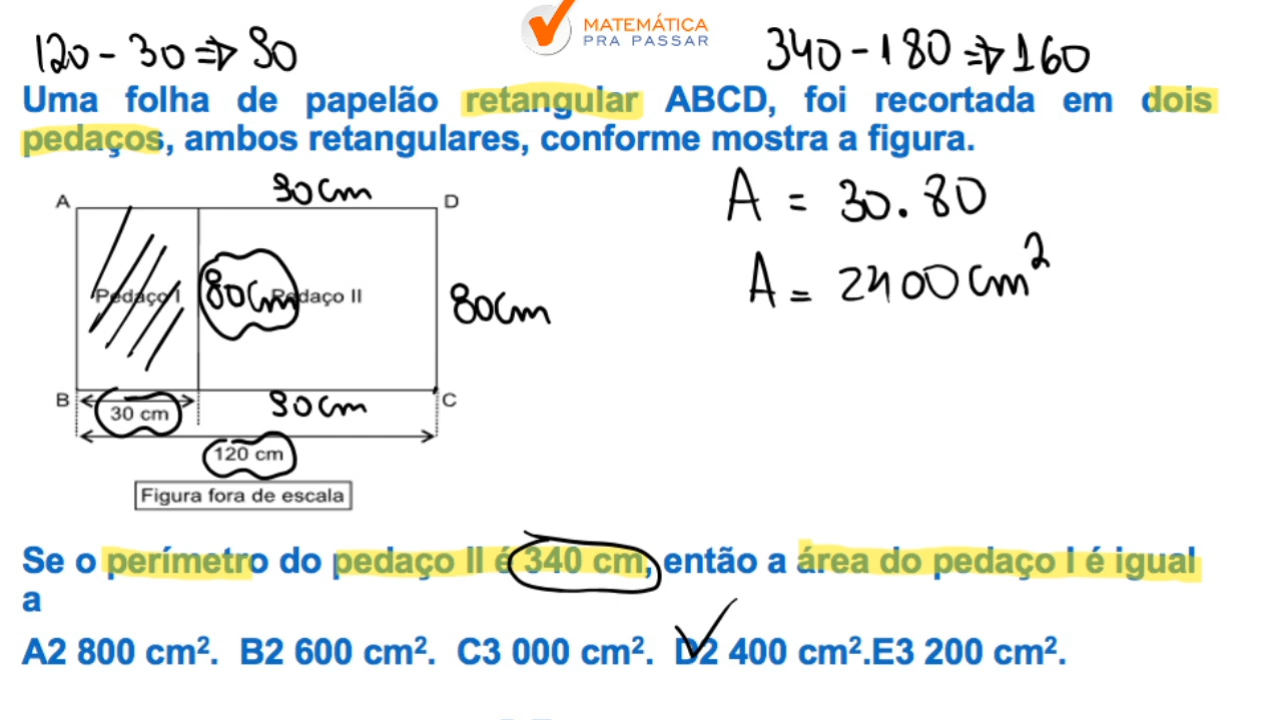 MATEMÁTICA
PRA PASSAR
120 - 30 ⇒ 90
340 - 180 ⇒ 160
Uma folha de papelão retangular ABCD, foi recortada em dois
pedaços, ambos retangulares, conforme mostra a figura.
90cm
A D
Pedaço I 80cm Pedaço II 80cm
B C
30 cm 90cm
120 cm
Figura fora de escala
A = 30.80
A = 2400cm²
Se o perímetro do pedaço II é 340 cm, então a área do pedaço I é igual
a
A2 800 cm². B2 600 cm². C3 000 cm². D2 400 cm².E3 200 cm².